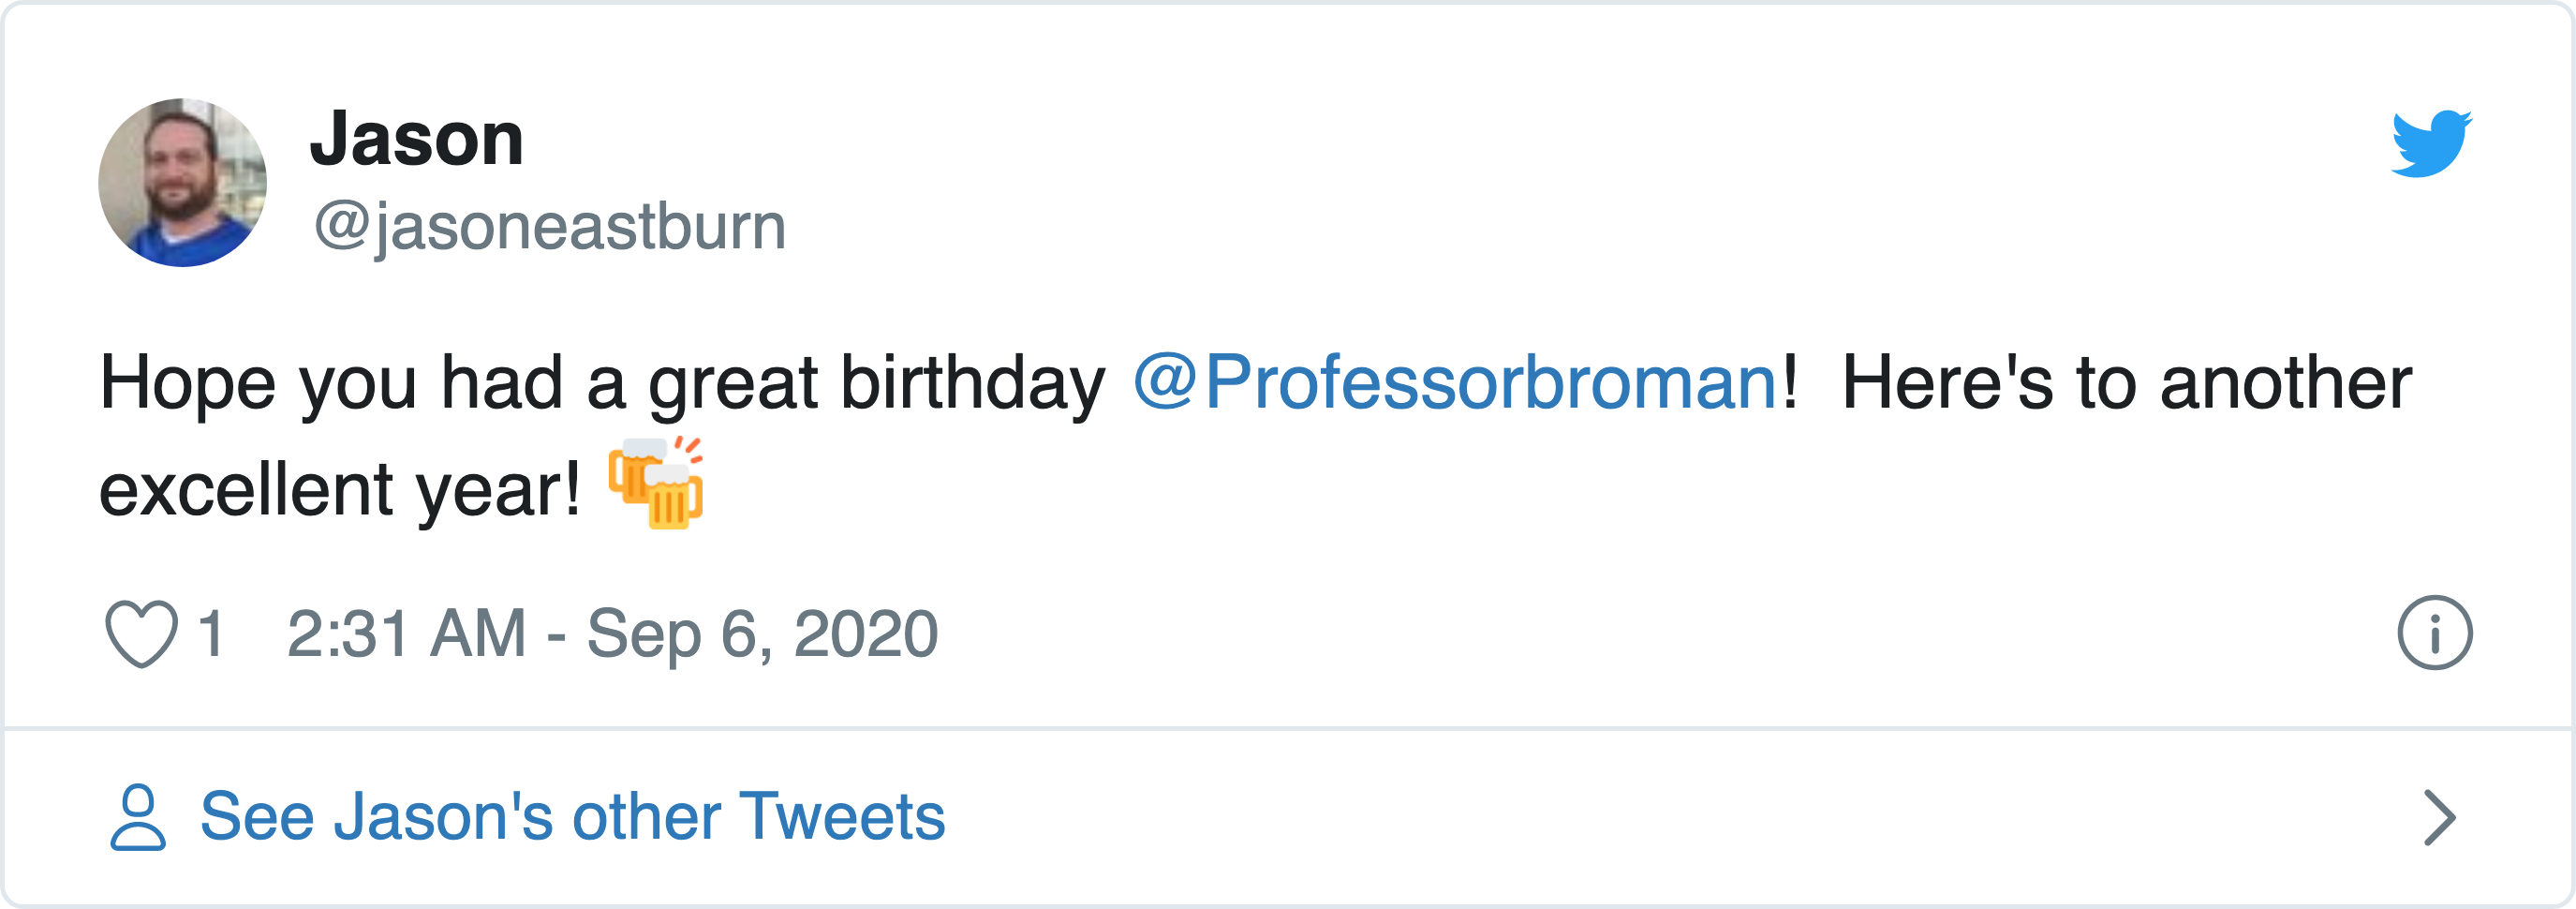 Jason
@jasoneastburn
Hope you had a great birthday @Professorbroman!  Here's to another
excellent year! 🍻
1 2:31 AM - Sep 6, 2020
See Jason's other Tweets